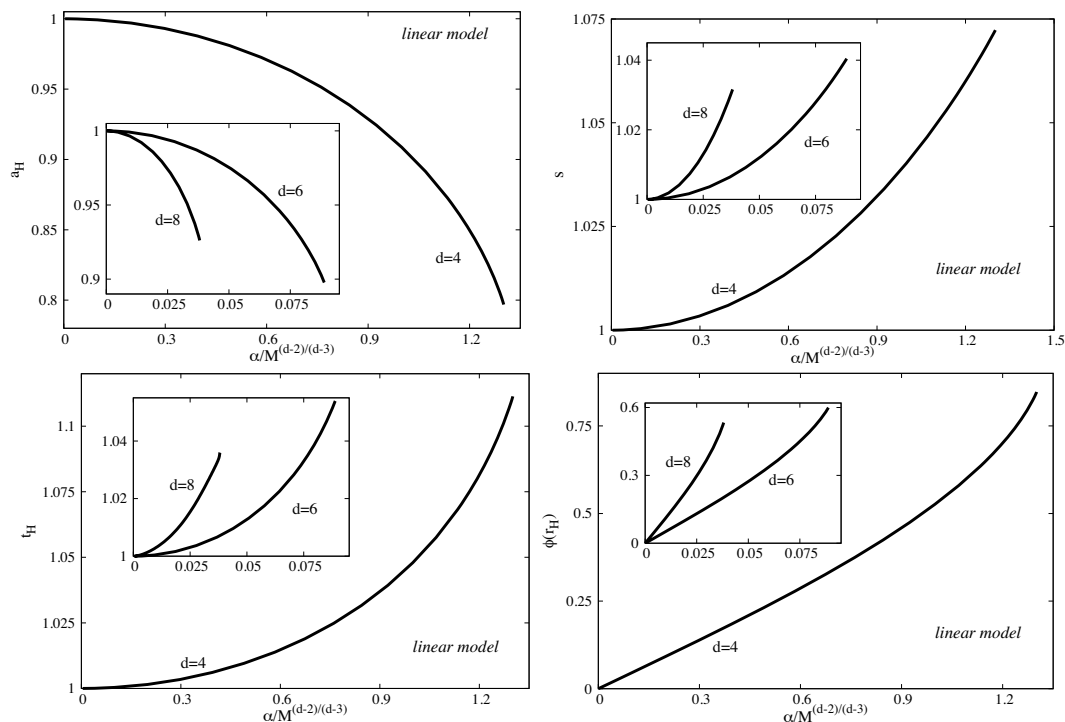 linear model
a_H
1
0.95
0.9
0.85
0.8
d=4
0 0.3 0.6 0.9 1.2
α/M^(d-2)/(d-3)
1
0.95
0.9
d=6
d=8
0 0.025 0.05 0.075
s
1.075
1.05
1.025
1
d=4
linear model
0 0.3 0.6 0.9 1.2 1.5
α/M^(d-2)/(d-3)
1.04
1.02
1
d=8
d=6
0 0.025 0.05 0.075
t_H
1.1
1.075
1.05
1.025
1
d=4
linear model
0 0.3 0.6 0.9 1.2
α/M^(d-2)/(d-3)
1.04
1.02
1
d=8
d=6
0.025 0.05 0.075
ϕ(r_H)
0.75
0.5
0.25
0
d=4
linear model
0.3 0.6 0.9 1.2
α/M^(d-2)/(d-3)
0.6
0.3
0
d=8
d=6
0.025 0.05 0.075